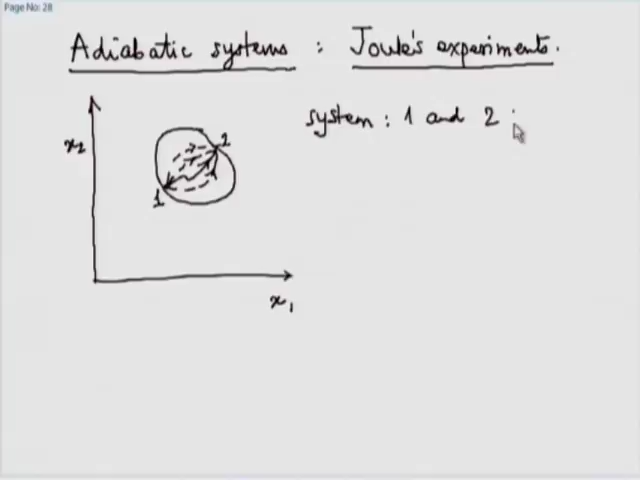 Page No: 28
Adiabatic systems : Joule's experiments.
system : 1 and 2 :
x₂
2
1
x₁